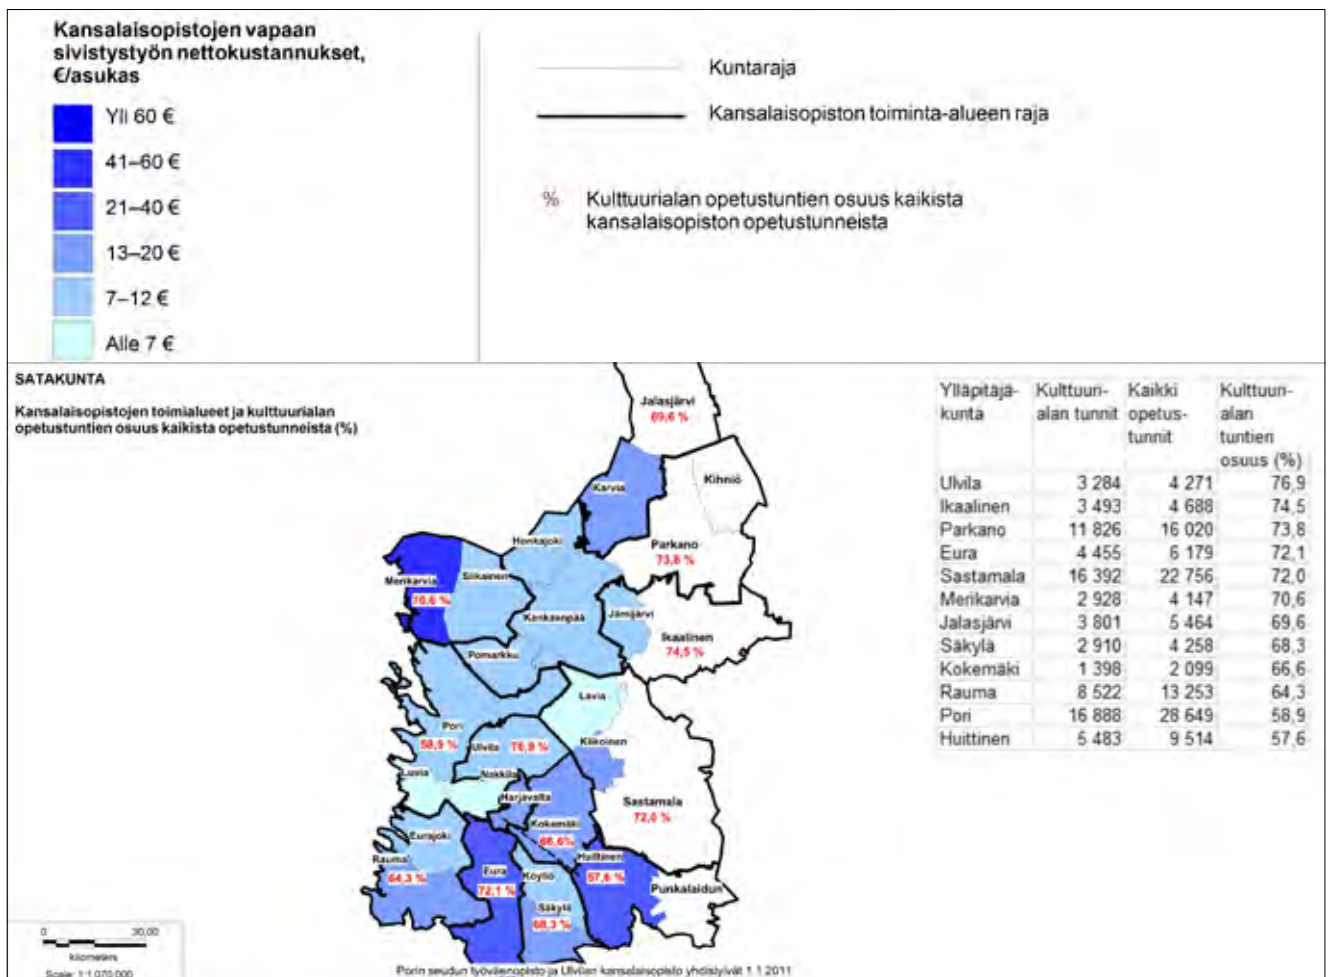 Kansalaisopistojen vapaan
sivistystyön nettokustannukset,
€/asukas
Yli 60 €
41–60 €
21–40 €
13–20 €
7–12 €
Alle 7 €
Kuntaraja
Kansalaisopiston toiminta-alueen raja
% Kulttuurialan opetustuntien osuus kaikista
kansalaisopiston opetustunneista
SATAKUNTA
Kansalaisopistojen toimialueet ja kulttuurialan
opetustuntien osuus kaikista opetustunneista (%)
Jalasjärvi
69,6 %
Karvia
Kihniö
Honkajoki
Parkano
73,8 %
Merikarvia
70,6 %
Siikainen
Kankaanpää
Jämijärvi
Ikaalinen
74,5 %
Pomarkku
Lavia
Pori
58,9 %
Ulvila 76,9 %
Kiikoinen
Luvia
Nakkila
Harjavalta
Sastamala
72,0 %
Kokemäki
66,6%
Eurajoki
Rauma
64,3 %
Eura
72,1 %
Köyliö
Huittinen
57,6 %
Punkalaidun
Säkylä
68,3 %
0 30,00
kilometers
Scale: 1:1 070 000
Porin seudun työväenopisto ja Ulvilan kansalaisopisto yhdistyivät 1.1.2011
Ylläpitäjä- Kulttuuri- Kaikki Kulttuuri-
kunta alan tunnit opetus- alan
tunnit tuntien
osuus (%)
Ulvila 3 284 4 271 76,9
Ikaalinen 3 493 4 688 74,5
Parkano 11 826 16 020 73,8
Eura 4 455 6 179 72,1
Sastamala 16 392 22 756 72,0
Merikarvia 2 928 4 147 70,6
Jalasjärvi 3 801 5 464 69,6
Säkylä 2 910 4 258 68,3
Kokemäki 1 398 2 099 66,6
Rauma 8 522 13 253 64,3
Pori 16 888 28 649 58,9
Huittinen 5 483 9 514 57,6